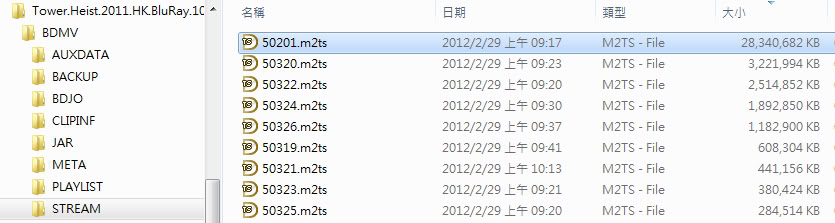 Tower.Heist.2011.HK.BluRay.10
BDMV
AUXDATA
BACKUP
BDJO
CLIPINF
JAR
META
PLAYLIST
STREAM
名稱 日期 類型 大小
50201.m2ts 2012/2/29 上午 09:17 M2TS - File 28,340,682 KB
50320.m2ts 2012/2/29 上午 09:23 M2TS - File 3,221,994 KB
50322.m2ts 2012/2/29 上午 09:20 M2TS - File 2,514,852 KB
50324.m2ts 2012/2/29 上午 09:30 M2TS - File 1,892,850 KB
50326.m2ts 2012/2/29 上午 09:37 M2TS - File 1,182,900 KB
50319.m2ts 2012/2/29 上午 09:41 M2TS - File 608,304 KB
50321.m2ts 2012/2/29 上午 10:13 M2TS - File 441,156 KB
50323.m2ts 2012/2/29 上午 09:21 M2TS - File 380,424 KB
50325.m2ts 2012/2/29 上午 09:20 M2TS - File 284,514 KB